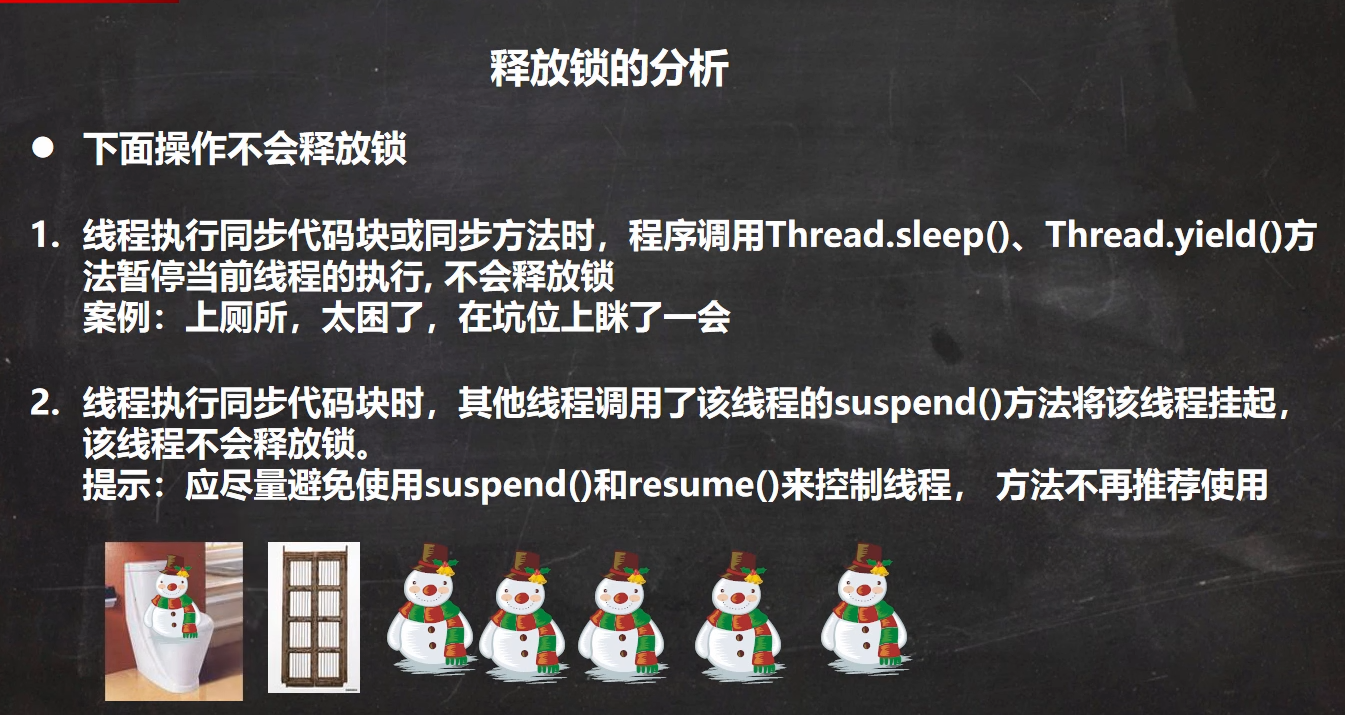 释放锁的分析
● 下面操作不会释放锁
1. 线程执行同步代码块或同步方法时，程序调用Thread.sleep()、Thread.yield()方
法暂停当前线程的执行, 不会释放锁
案例：上厕所，太困了，在坑位上眯了一会
2. 线程执行同步代码块时，其他线程调用了该线程的suspend()方法将该线程挂起，
该线程不会释放锁。
提示：应尽量避免使用suspend()和resume()来控制线程， 方法不再推荐使用